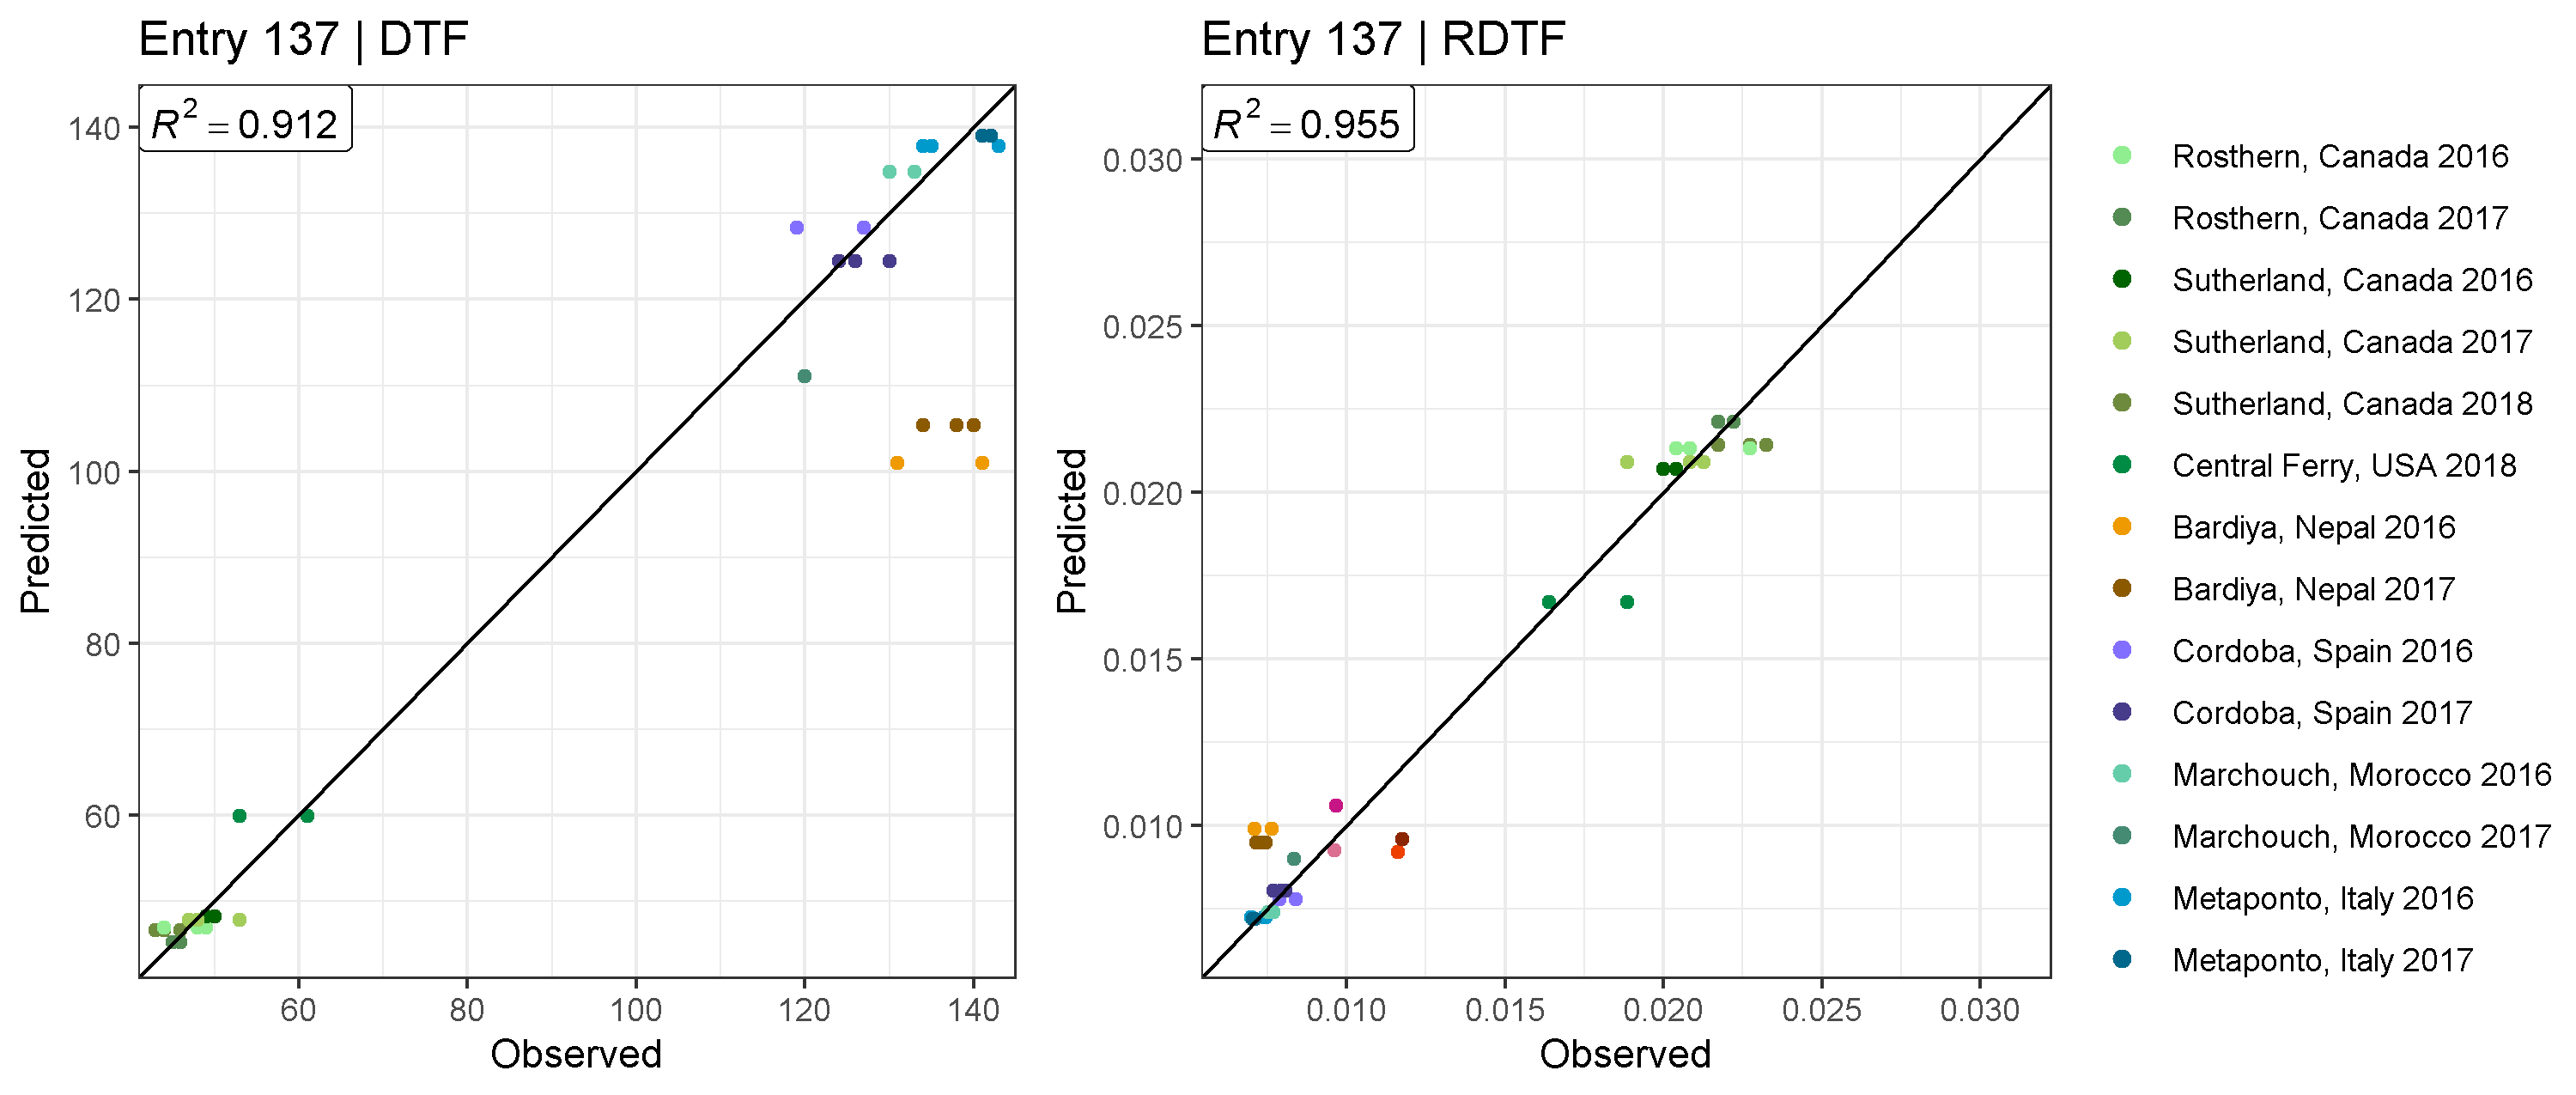 Entry 137 | DTF
R² = 0.912
140
120
100
80
60
Predicted
60
80
100
120
140
Observed
Entry 137 | RDTF
R² = 0.955
0.030
0.025
0.020
0.015
0.010
Predicted
0.010
0.015
0.020
0.025
0.030
Observed
Rosthern, Canada 2016
Rosthern, Canada 2017
Sutherland, Canada 2016
Sutherland, Canada 2017
Sutherland, Canada 2018
Central Ferry, USA 2018
Bardiya, Nepal 2016
Bardiya, Nepal 2017
Cordoba, Spain 2016
Cordoba, Spain 2017
Marchouch, Morocco 2016
Marchouch, Morocco 2017
Metaponto, Italy 2016
Metaponto, Italy 2017